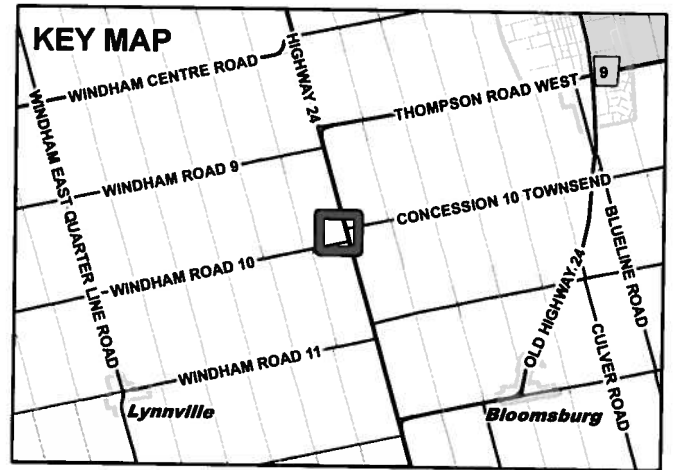 KEY MAP
WINDHAM CENTRE ROAD
HIGHWAY 24
9
THOMPSON ROAD WEST
WINDHAM EAST QUARTER LINE ROAD
WINDHAM ROAD 9
CONCESSION 10 TOWNSEND
WINDHAM ROAD 10
BLUELINE ROAD
OLD HIGHWAY 24
CULVER ROAD
WINDHAM ROAD 11
Lynnville
Bloomsburg